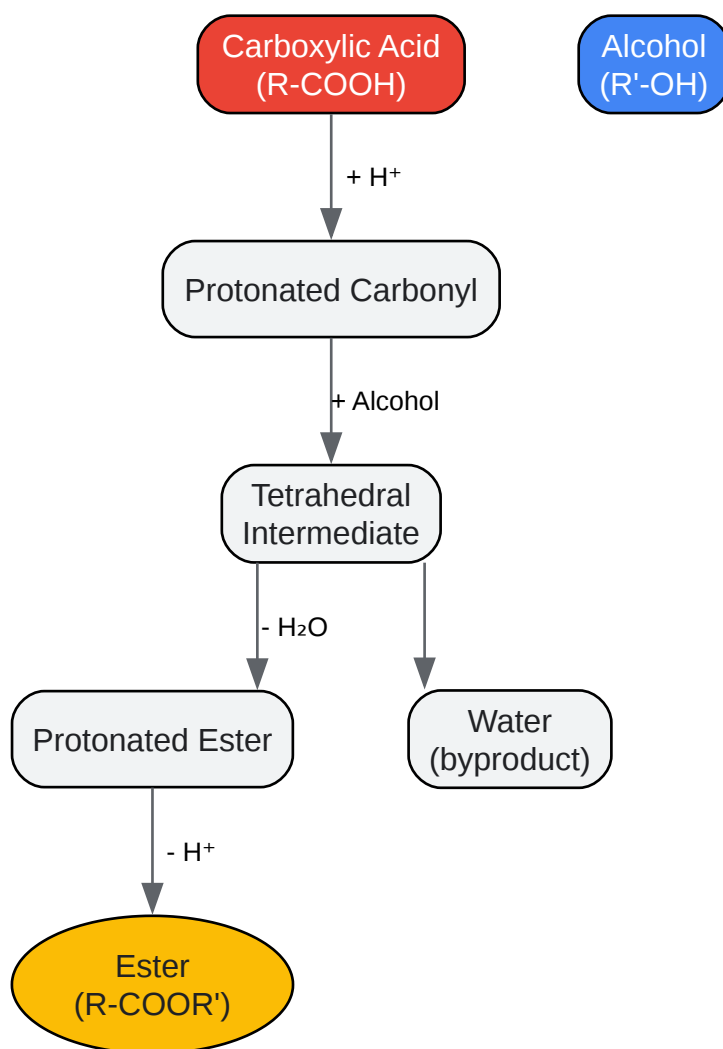 Carboxylic Acid
(R-COOH)
Alcohol
(R'-OH)
+ H⁺
Protonated Carbonyl
+ Alcohol
Tetrahedral
Intermediate
- H₂O
Protonated Ester
Water
(byproduct)
- H⁺
Ester
(R-COOR')